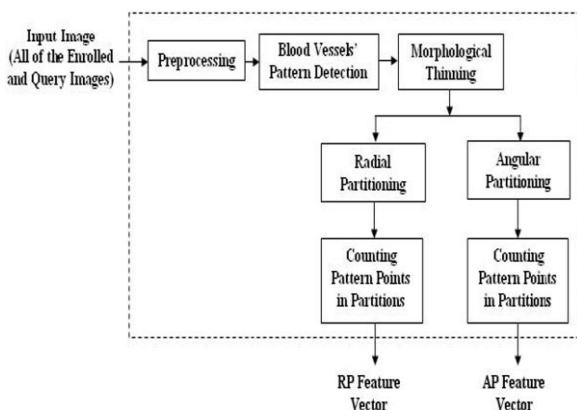 Input Image
(All of the Enrolled
and Query Images)
Preprocessing
Blood Vessels'
Pattern Detection
Morphological
Thinning
Radial
Partitioning
Angular
Partitioning
Counting
Pattern Points
in Partitions
Counting
Pattern Points
in Partitions
RP Feature
Vector
AP Feature
Vector